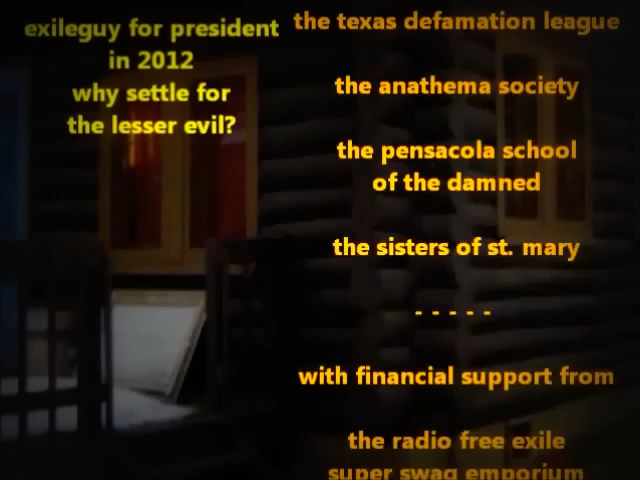 exileguy for president
in 2012
why settle for
the lesser evil?
the texas defamation league
the anathema society
the pensacola school
of the damned
the sisters of st. mary
- - - - -
with financial support from
the radio free exile
super swag emporium